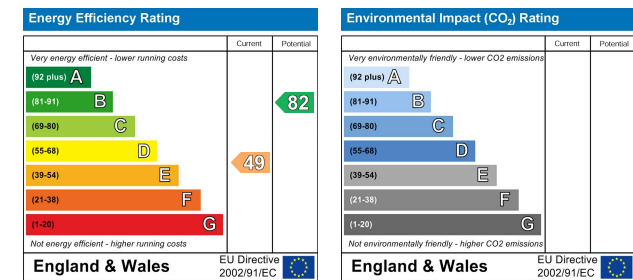 Energy Efficiency Rating
Current Potential
Very energy efficient - lower running costs
(92 plus) A
(81-91) B
82
(69-80) C
(55-68) D
49
(39-54) E
(21-38) F
(1-20) G
Not energy efficient - higher running costs
England & Wales
EU Directive
2002/91/EC
Environmental Impact (CO₂) Rating
Current Potential
Very environmentally friendly - lower CO2 emissions
(92 plus) A
(81-91) B
(69-80) C
(55-68) D
(39-54) E
(21-38) F
(1-20) G
Not environmentally friendly - higher CO2 emissions
England & Wales
EU Directive
2002/91/EC